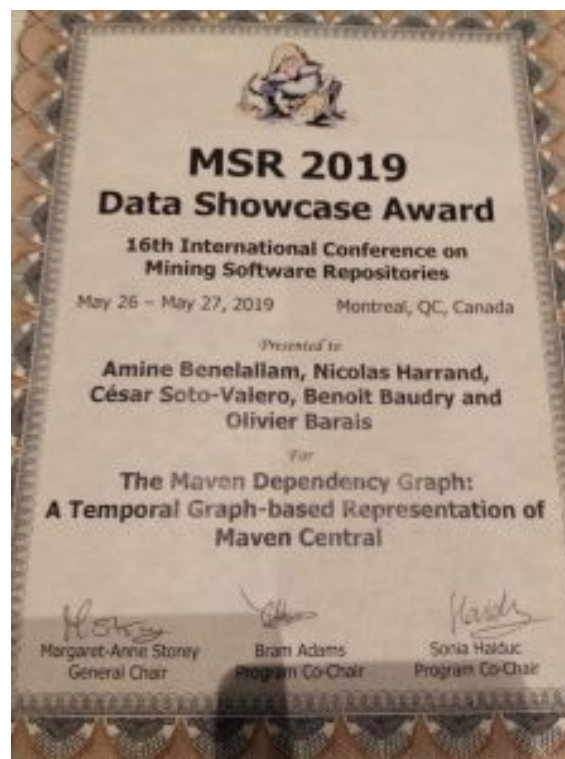 MSR 2019
Data Showcase Award
16th International Conference on
Mining Software Repositories
May 26 – May 27, 2019 Montreal, QC, Canada
Presented to
Amine Benelallam, Nicolas Harrand,
César Soto-Valero, Benoit Baudry and
Olivier Barais
For
The Maven Dependency Graph:
A Temporal Graph-based Representation of
Maven Central
Margaret-Anne Storey Bram Adams Sonia Haiduc
General Chair Program Co-Chair Program Co-Chair